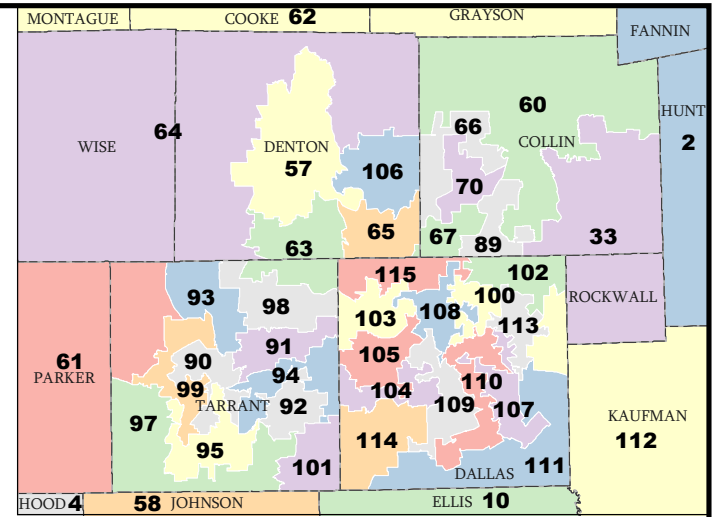 MONTAGUE
COOKE 62
GRAYSON
FANNIN
60
HUNT
2
66
COLLIN
64
WISE
DENTON
57
106
70
65
67
89
33
63
115
102
93
98
103
108
100
ROCKWALL
113
91
105
61
PARKER
90
94
99
104
110
TARRANT
92
109
107
97
KAUFMAN
112
95
114
101
DALLAS 111
HOOD 4
58 JOHNSON
ELLIS 10